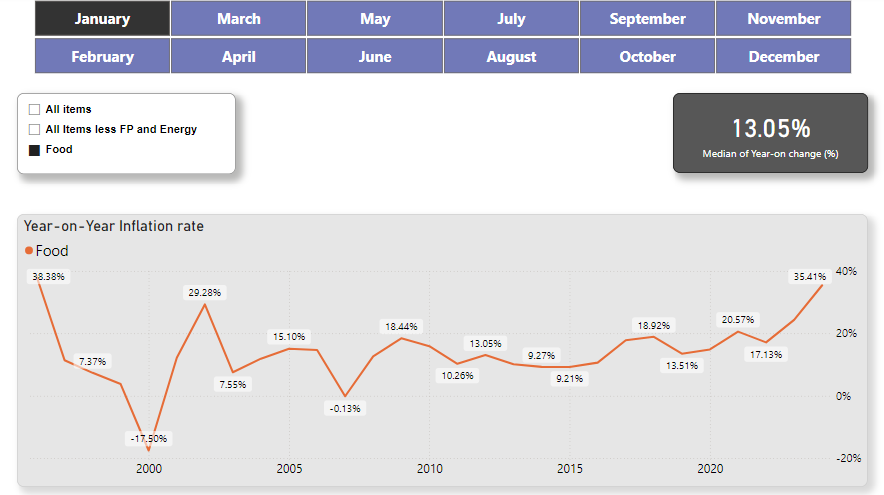 January March May July September November
February April June August October December
All items
All Items less FP and Energy
Food
13.05%
Median of Year-on change (%)
Year-on-Year Inflation rate
Food
38.38% 35.41% 40%
29.28%
20.57%
18.92%
18.44%
20%
15.10%
13.05%
7.37% 9.27% 17.13%
13.51%
10.26% 9.21%
7.55%
0%
-0.13%
-17.50%
-20%
2000 2005 2010 2015 2020